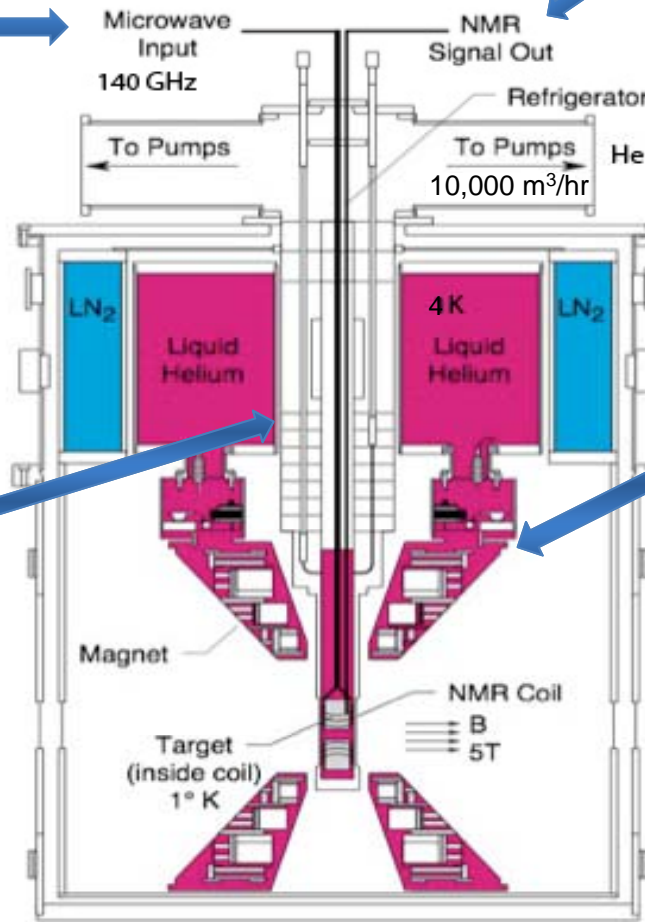 Microwave
Input
140 GHz
NMR
Signal Out
Refrigerator
To Pumps
To Pumps
He
10,000 m³/hr
LN₂
Liquid
Helium
4 K
Liquid
Helium
LN₂
Magnet
NMR Coil
B
5T
Target
(inside coil)
1° K